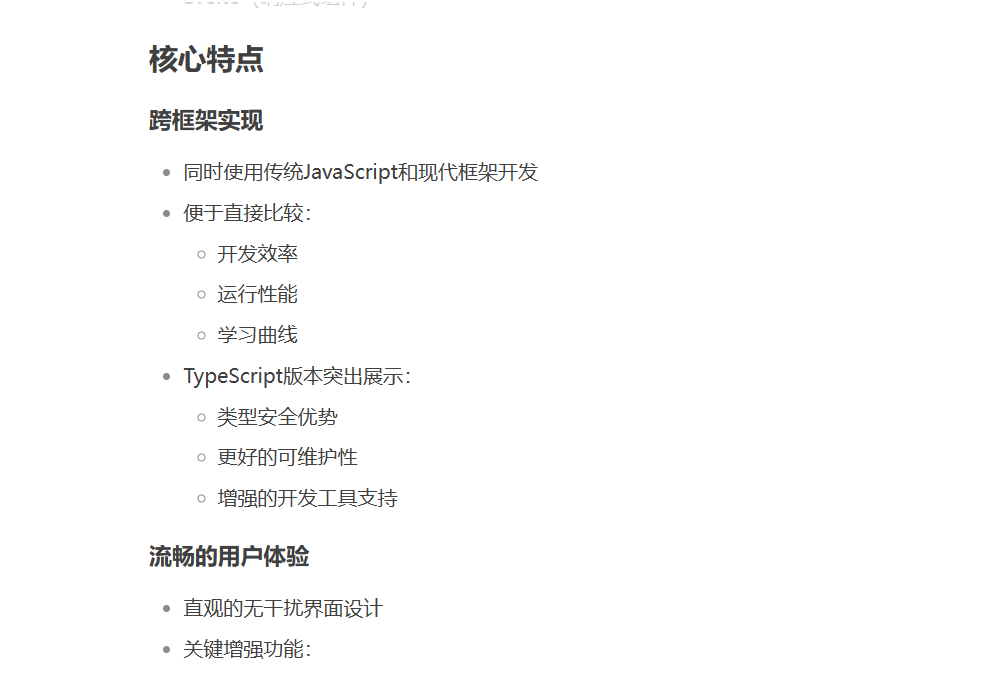 核心特点
跨框架实现
同时使用传统JavaScript和现代框架开发
便于直接比较：
开发效率
运行性能
学习曲线
TypeScript版本突出展示：
类型安全优势
更好的可维护性
增强的开发工具支持
流畅的用户体验
直观的无干扰界面设计
关键增强功能：